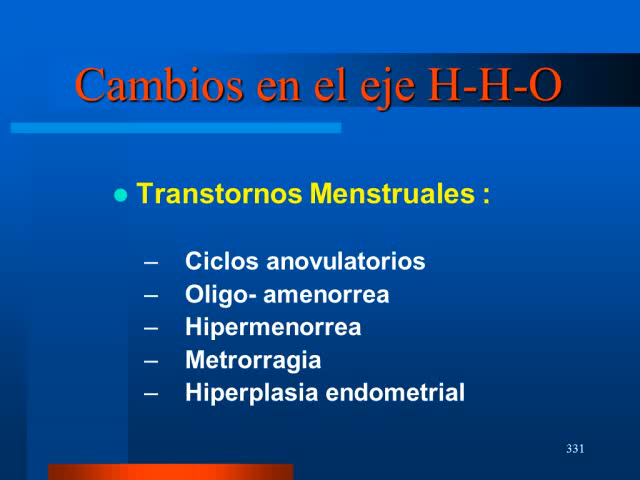 Cambios en el eje H-H-O
Transtornos Menstruales :
– Ciclos anovulatorios
– Oligo- amenorrea
– Hipermenorrea
– Metrorragia
– Hiperplasia endometrial
331